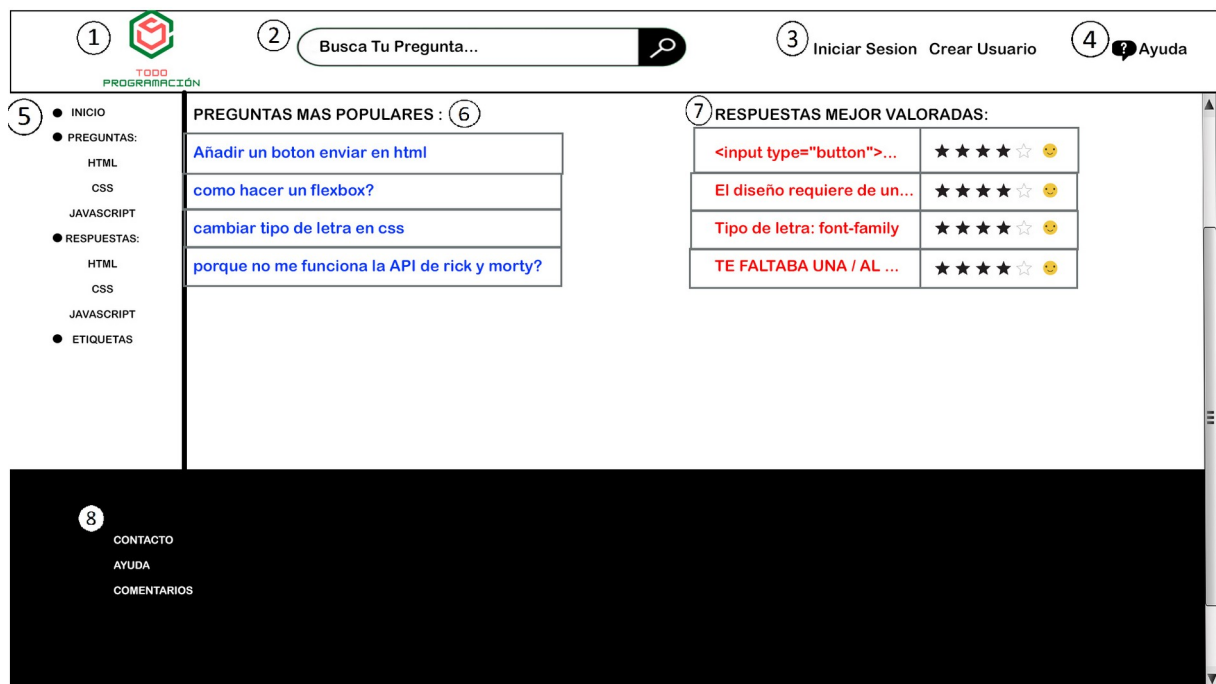 1
TODO
PROGRAMACIÓN
2
Busca Tu Pregunta...
3
Iniciar Sesion Crear Usuario
4
? Ayuda
5
INICIO
PREGUNTAS:
HTML
CSS
JAVASCRIPT
RESPUESTAS:
HTML
CSS
JAVASCRIPT
ETIQUETAS
PREGUNTAS MAS POPULARES : 6
Añadir un boton enviar en html
como hacer un flexbox?
cambiar tipo de letra en css
porque no me funciona la API de rick y morty?
7 RESPUESTAS MEJOR VALORADAS:
<input type="button">...
El diseño requiere de un...
Tipo de letra: font-family
TE FALTABA UNA / AL ...
8
CONTACTO
AYUDA
COMENTARIOS